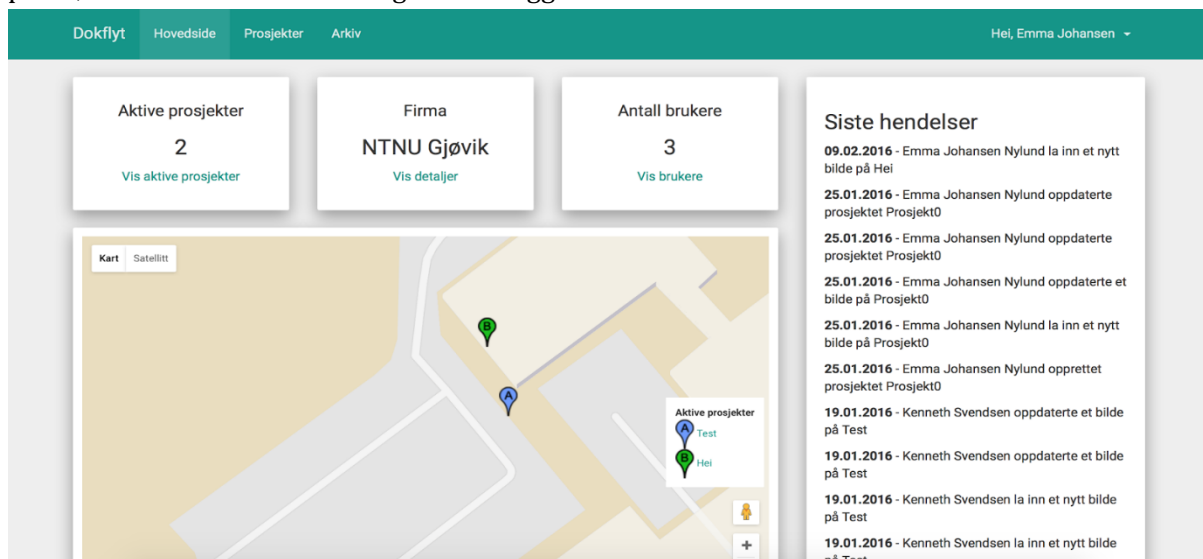 Dokflyt Hovedside Prosjekter Arkiv Hei, Emma Johansen
Aktive prosjekter
2
Vis aktive prosjekter
Firma
NTNU Gjøvik
Vis detaljer
Antall brukere
3
Vis brukere
Kart Satellitt
B
A
Aktive prosjekter
A Test
B Hei
+
Siste hendelser
09.02.2016 - Emma Johansen Nylund la inn et nytt
bilde på Hei
25.01.2016 - Emma Johansen Nylund oppdaterte
prosjektet Prosjekt0
25.01.2016 - Emma Johansen Nylund oppdaterte
prosjektet Prosjekt0
25.01.2016 - Emma Johansen Nylund oppdaterte et
bilde på Prosjekt0
25.01.2016 - Emma Johansen Nylund la inn et nytt
bilde på Prosjekt0
25.01.2016 - Emma Johansen Nylund opprettet
prosjektet Prosjekt0
19.01.2016 - Kenneth Svendsen oppdaterte et bilde
på Test
19.01.2016 - Kenneth Svendsen oppdaterte et bilde
på Test
19.01.2016 - Kenneth Svendsen la inn et nytt bilde
på Test
19.01.2016 - Kenneth Svendsen la inn et nytt bilde
på Test